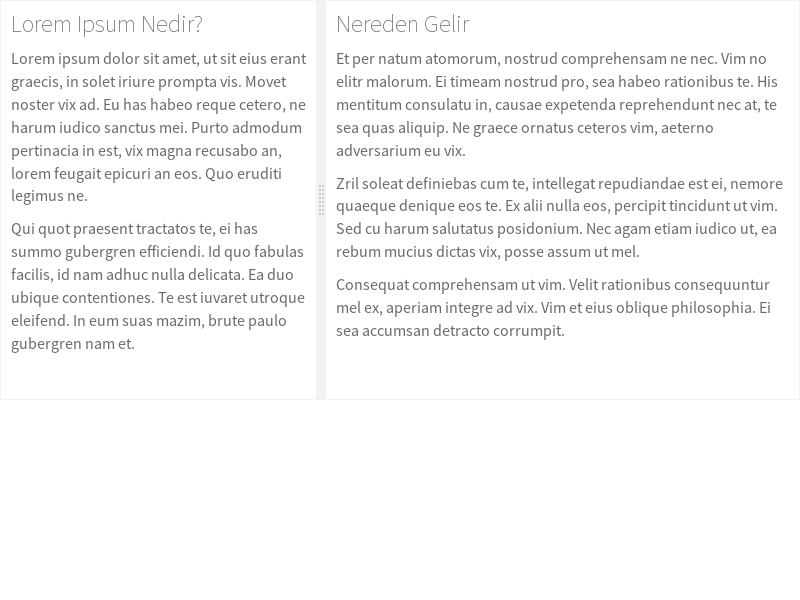 Lorem Ipsum Nedir?
Lorem ipsum dolor sit amet, ut sit eius erant
graecis, in solet iriure prompta vis. Movet
noster vix ad. Eu has habeo reque cetero, ne
harum iudico sanctus mei. Purto admodum
pertinacia in est, vix magna recusabo an,
lorem feugait epicuri an eos. Quo eruditi
legimus ne.
Qui quot praesent tractatos te, ei has
summo gubergren efficiendi. Id quo fabulas
facilis, id nam adhuc nulla delicata. Ea duo
ubique contentiones. Te est iuvaret utroque
eleifend. In eum suas mazim, brute paulo
gubergren nam et.
Nereden Gelir
Et per natum atomorum, nostrud comprehensam ne nec. Vim no
elitr malorum. Ei timeam nostrud pro, sea habeo rationibus te. His
mentitum consulatu in, causae expetenda reprehendunt nec at, te
sea quas aliquip. Ne graece ornatus ceteros vim, aeterno
adversarium eu vix.
Zril soleat definiebas cum te, intellegat repudiandae est ei, nemore
quaeque denique eos te. Ex alii nulla eos, percipit tincidunt ut vim.
Sed cu harum salutatus posidonium. Nec agam etiam iudico ut, ea
rebum mucius dictas vix, posse assum ut mel.
Consequat comprehensam ut vim. Velit rationibus consequuntur
mel ex, aperiam integre ad vix. Vim et eius oblique philosophia. Ei
sea accumsan detracto corrumpit.